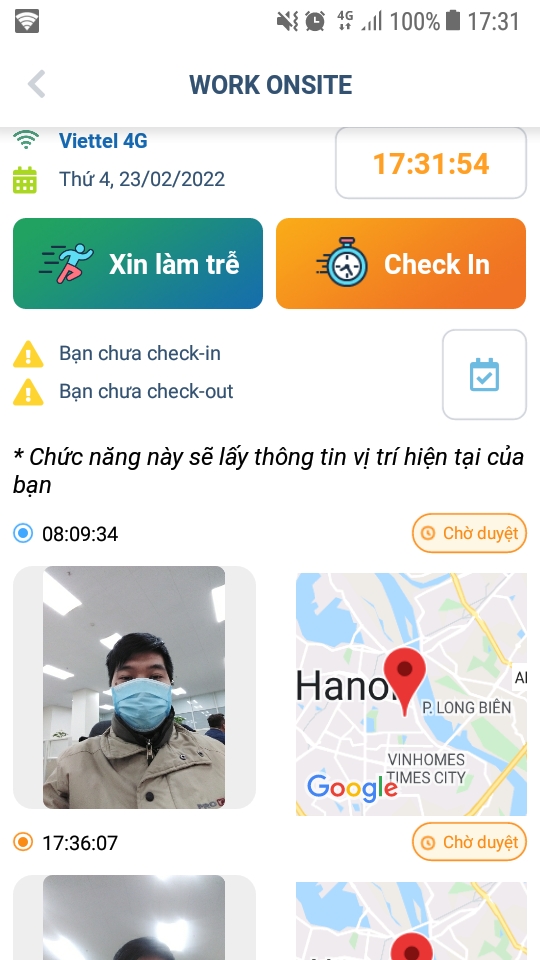 4G 100% 17:31
WORK ONSITE
Viettel 4G
Thứ 4, 23/02/2022
17:31:54
Xin làm trễ
Check In
Bạn chưa check-in
Bạn chưa check-out
* Chức năng này sẽ lấy thông tin vị trí hiện tại của
bạn
08:09:34
Chờ duyệt
Hanoi
P. LONG BIÊN
VINHOMES
TIMES CITY
Google
17:36:07
Chờ duyệt